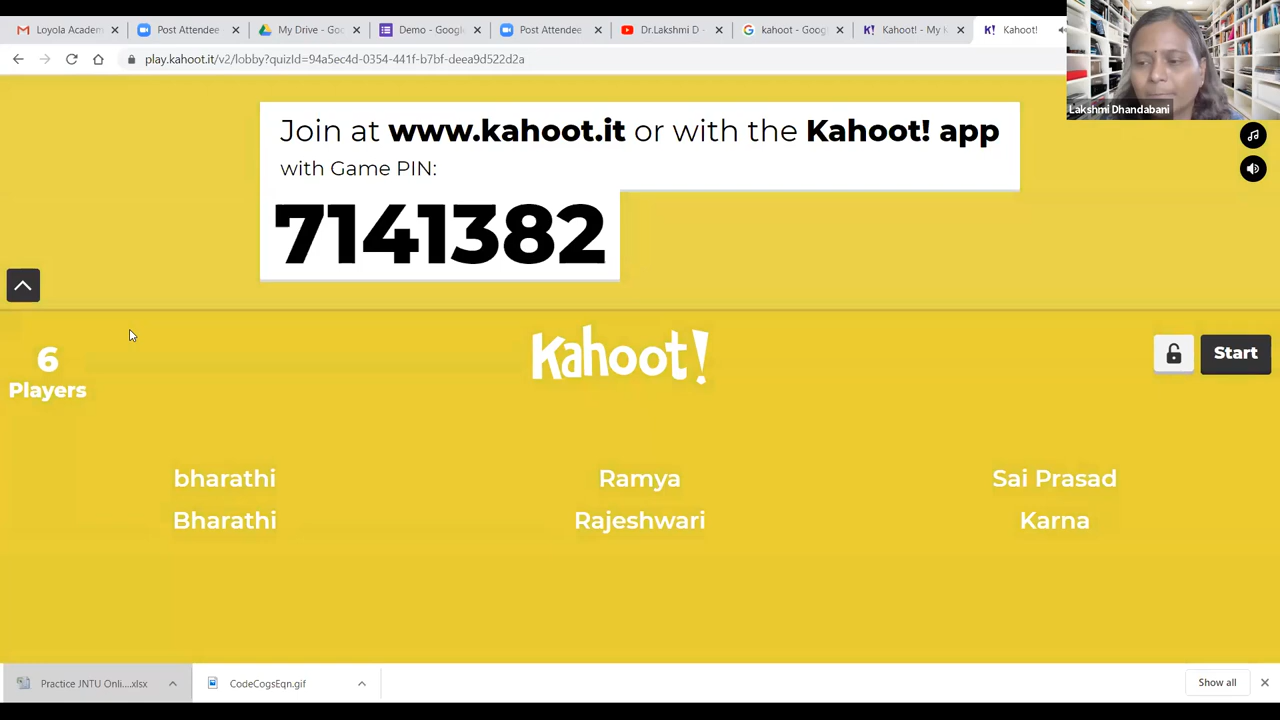 Loyola Academ
Post Attendee
My Drive - Goo
Demo - Google
Post Attendee
Dr.Lakshmi D -
kahoot - Googl
Kahoot! - My K
Kahoot!
play.kahoot.it/v2/lobby?quizId=94a5ec4d-0354-441f-b7bf-deea9d522d2a
Lakshmi Dhandabani
Join at www.kahoot.it or with the Kahoot! app
with Game PIN:
7141382
6
Players
Kahoot!
Start
bharathi
Ramya
Sai Prasad
Bharathi
Rajeshwari
Karna
Practice JNTU Onli....xlsx
CodeCogsEqn.gif
Show all